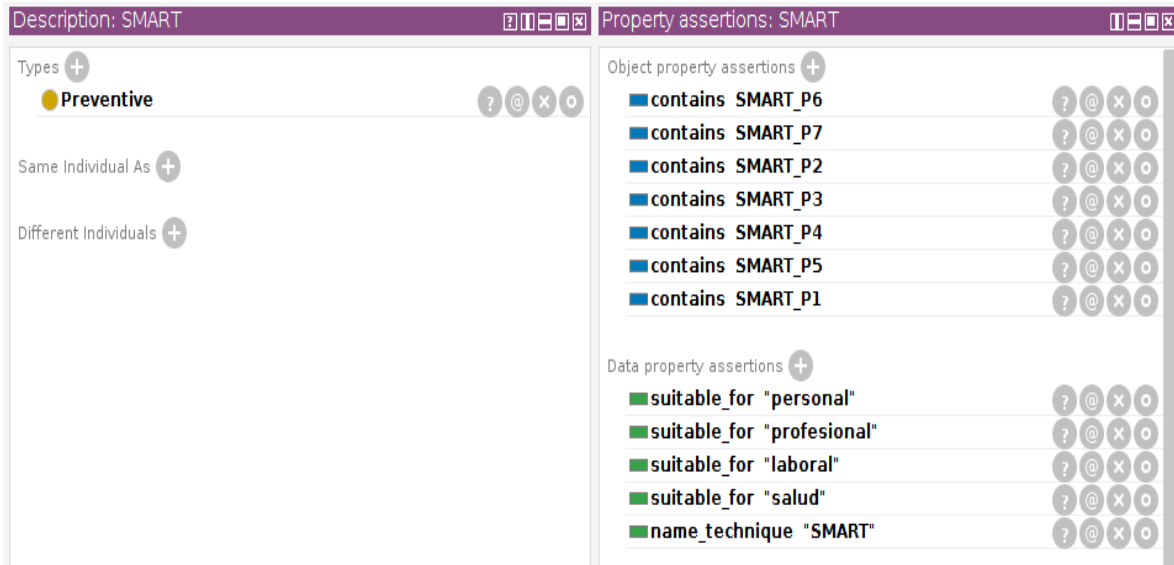 Description: SMART
Types
Preventive
Same Individual As
Different Individuals
Property assertions: SMART
Object property assertions
contains SMART_P6
contains SMART_P7
contains SMART_P2
contains SMART_P3
contains SMART_P4
contains SMART_P5
contains SMART_P1
Data property assertions
suitable_for "personal"
suitable_for "profesional"
suitable_for "laboral"
suitable_for "salud"
name_technique "SMART"